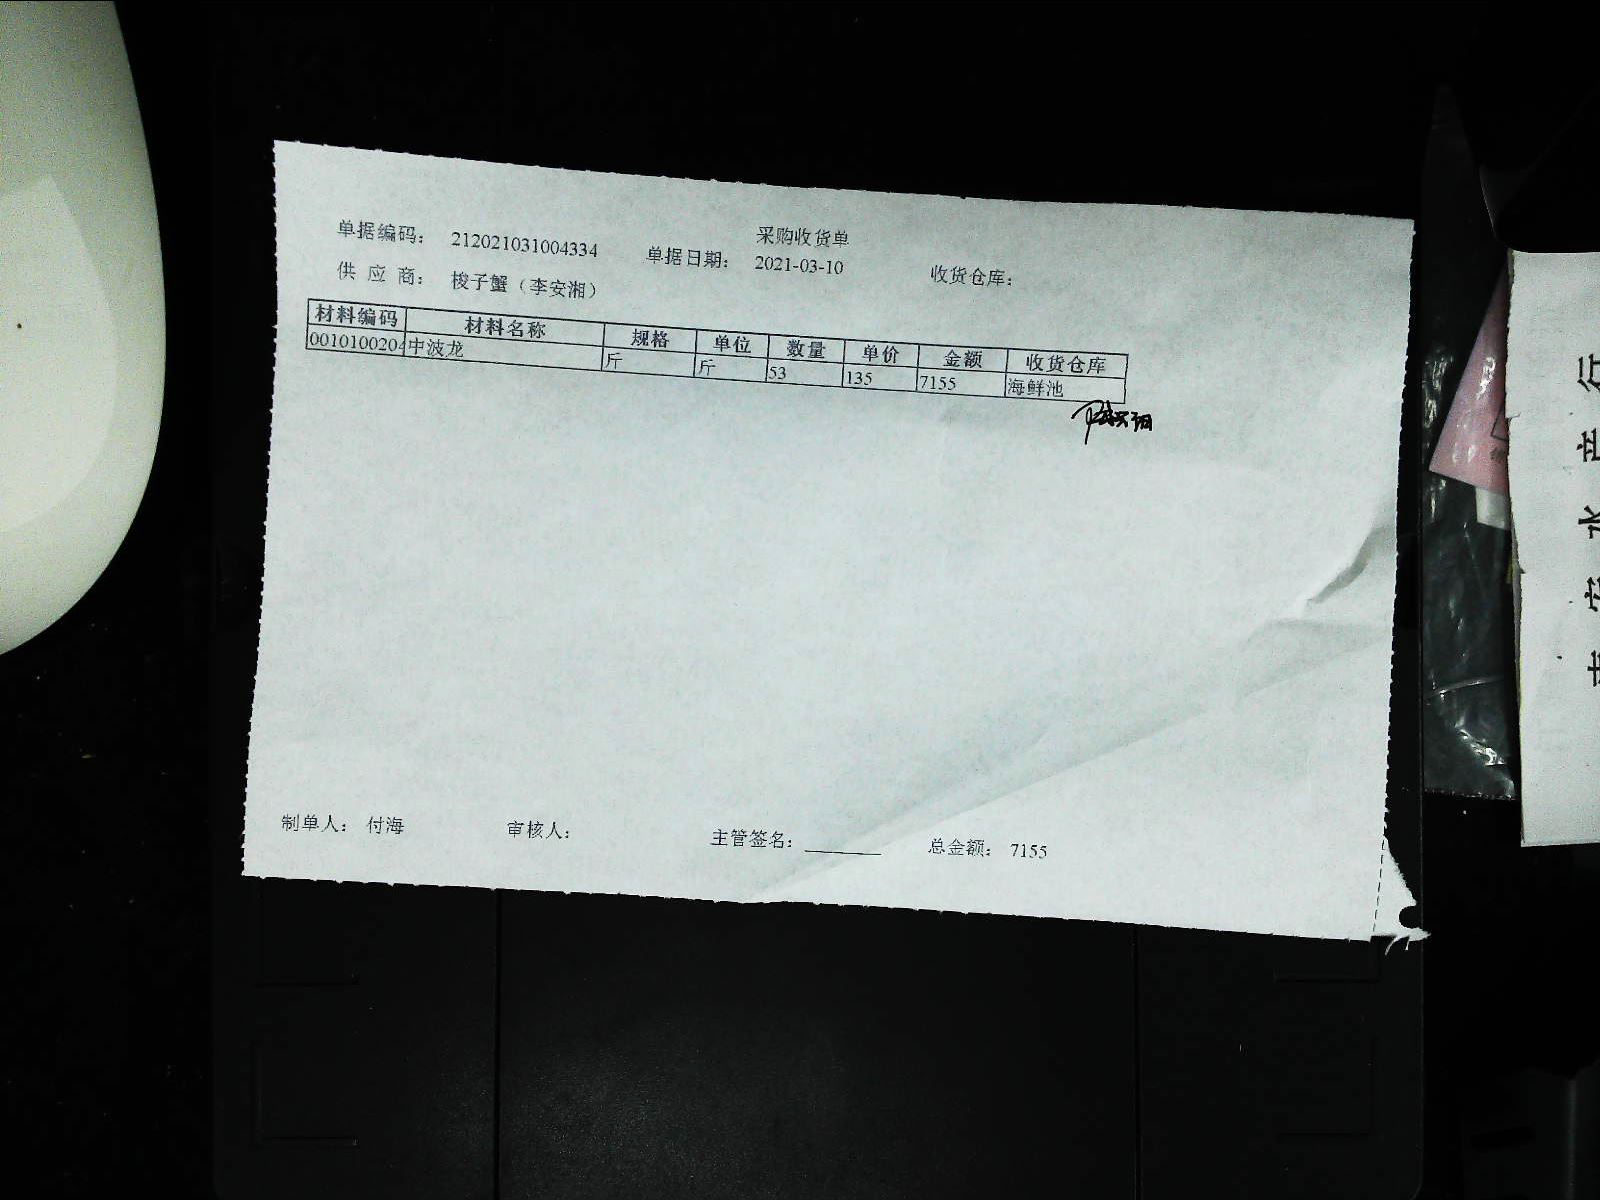 采购收货单
单据编码： 212021031004334 单据日期： 2021-03-10 收货仓库：
供 应 商： 梭子蟹（李安湘）
材料编码 材料名称 规格 单位 数量 单价 金额 收货仓库
0010100204 中波龙 斤 斤 53 135 7155 海鲜池
制单人： 付海 审核人： 主管签名： 总金额： 7155